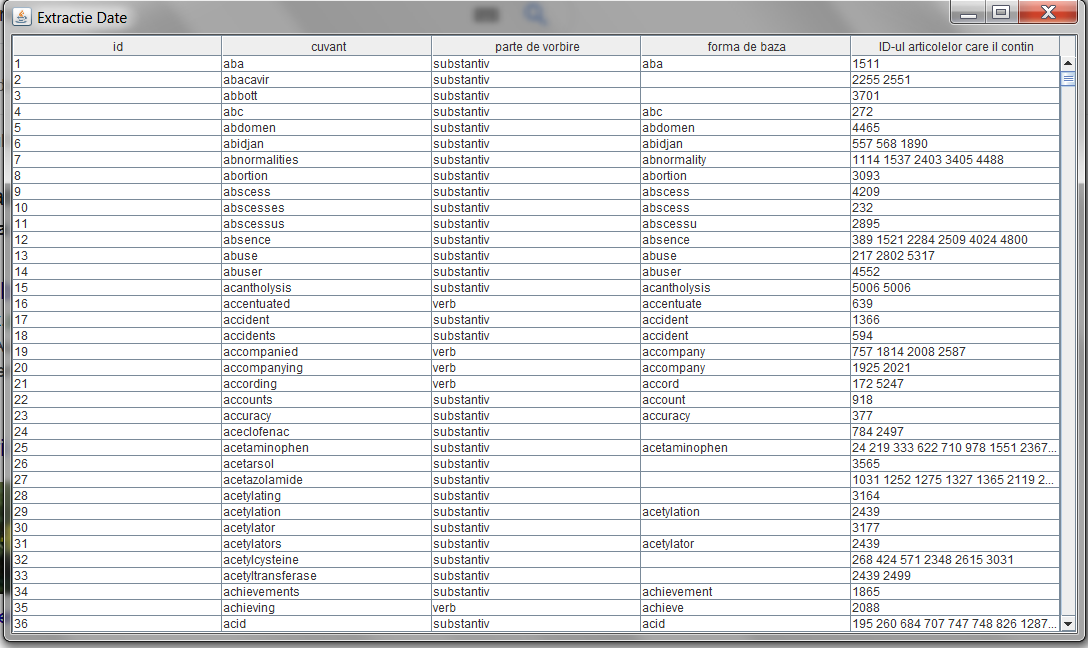 Extractie Date
id cuvant parte de vorbire forma de baza ID-ul articolelor care il contin
1 aba substantiv aba 1511
2 abacavir substantiv 2255 2551
3 abbott substantiv 3701
4 abc substantiv abc 272
5 abdomen substantiv abdomen 4465
6 abidjan substantiv abidjan 557 568 1890
7 abnormalities substantiv abnormality 1114 1537 2403 3405 4488
8 abortion substantiv abortion 3093
9 abscess substantiv abscess 4209
10 abscesses substantiv abscess 232
11 abscessus substantiv abscessu 2895
12 absence substantiv absence 389 1521 2284 2509 4024 4800
13 abuse substantiv abuse 217 2802 5317
14 abuser substantiv abuser 4552
15 acantholysis substantiv acantholysis 5006 5006
16 accentuated verb accentuate 639
17 accident substantiv accident 1366
18 accidents substantiv accident 594
19 accompanied verb accompany 757 1814 2008 2587
20 accompanying verb accompany 1925 2021
21 according verb accord 172 5247
22 accounts substantiv account 918
23 accuracy substantiv accuracy 377
24 aceclofenac substantiv 784 2497
25 acetaminophen substantiv acetaminophen 24 219 333 622 710 978 1551 2367...
26 acetarsol substantiv 3565
27 acetazolamide substantiv 1031 1252 1275 1327 1365 2119 2...
28 acetylating substantiv 3164
29 acetylation substantiv acetylation 2439
30 acetylator substantiv 3177
31 acetylators substantiv acetylator 2439
32 acetylcysteine substantiv 268 424 571 2348 2615 3031
33 acetyltransferase substantiv 2439 2499
34 achievements substantiv achievement 1865
35 achieving verb achieve 2088
36 acid substantiv acid 195 260 684 707 747 748 826 1287...